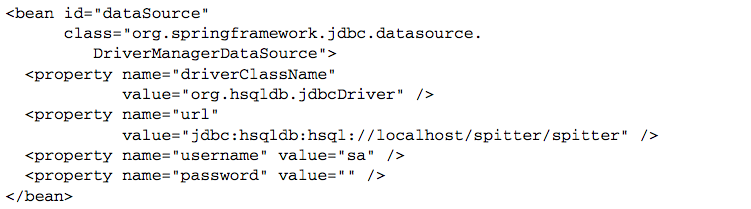 <bean id="dataSource"
class="org.springframework.jdbc.datasource.
DriverManagerDataSource">
<property name="driverClassName"
value="org.hsqldb.jdbcDriver" />
<property name="url"
value="jdbc:hsqldb:hsql://localhost/spitter/spitter" />
<property name="username" value="sa" />
<property name="password" value="" />
</bean>